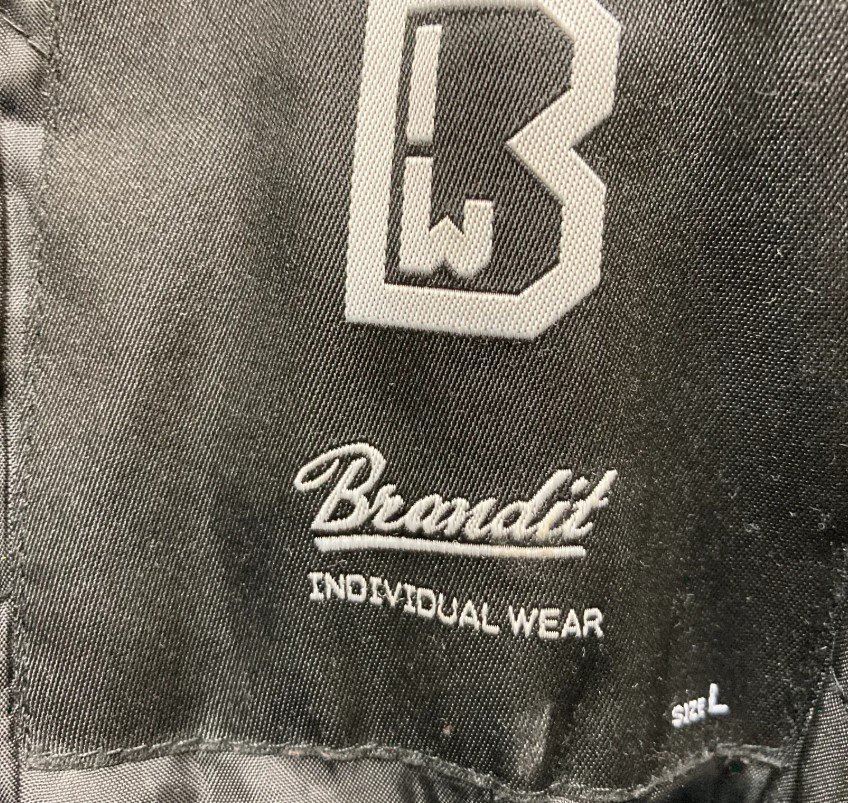 B
I
W
Brandit
INDIVIDUAL WEAR
SIZE L